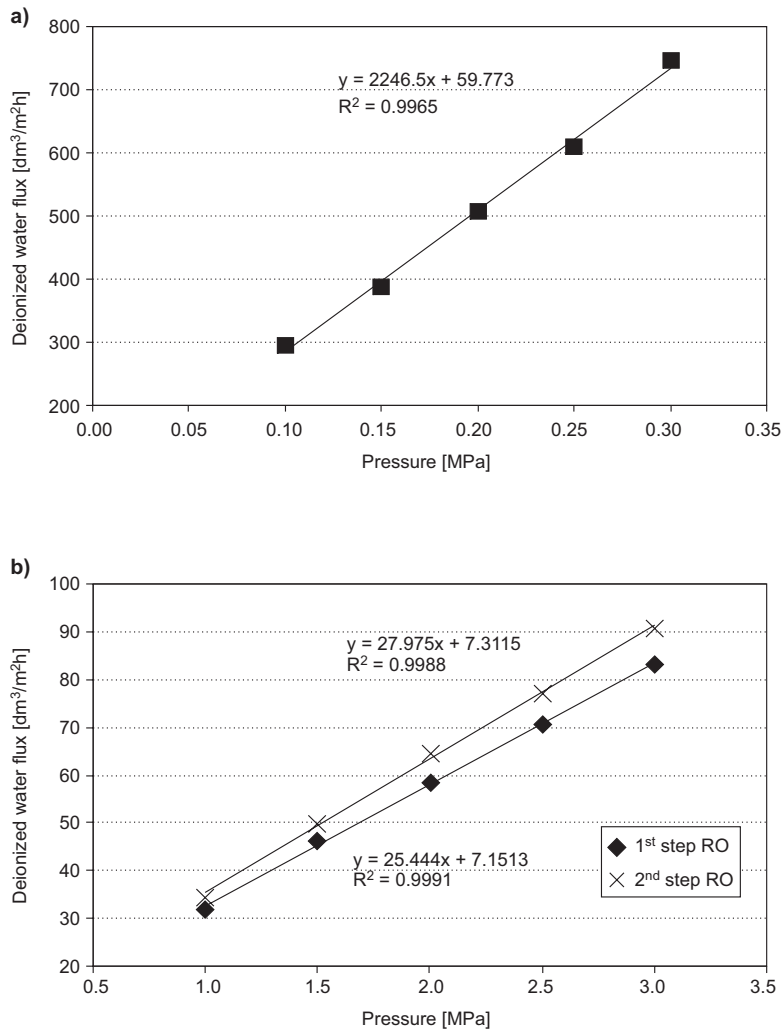 a)
800
700
600
500
400
300
200
Deionized water flux [dm³/m²h]
y = 2246.5x + 59.773
R² = 0.9965
0.00 0.05 0.10 0.15 0.20 0.25 0.30 0.35
Pressure [MPa]
b)
100
90
80
70
60
50
40
30
20
Deionized water flux [dm³/m²h]
y = 27.975x + 7.3115
R² = 0.9988
y = 25.444x + 7.1513
R² = 0.9991
1st step RO
2nd step RO
0.5 1.0 1.5 2.0 2.5 3.0 3.5
Pressure [MPa]